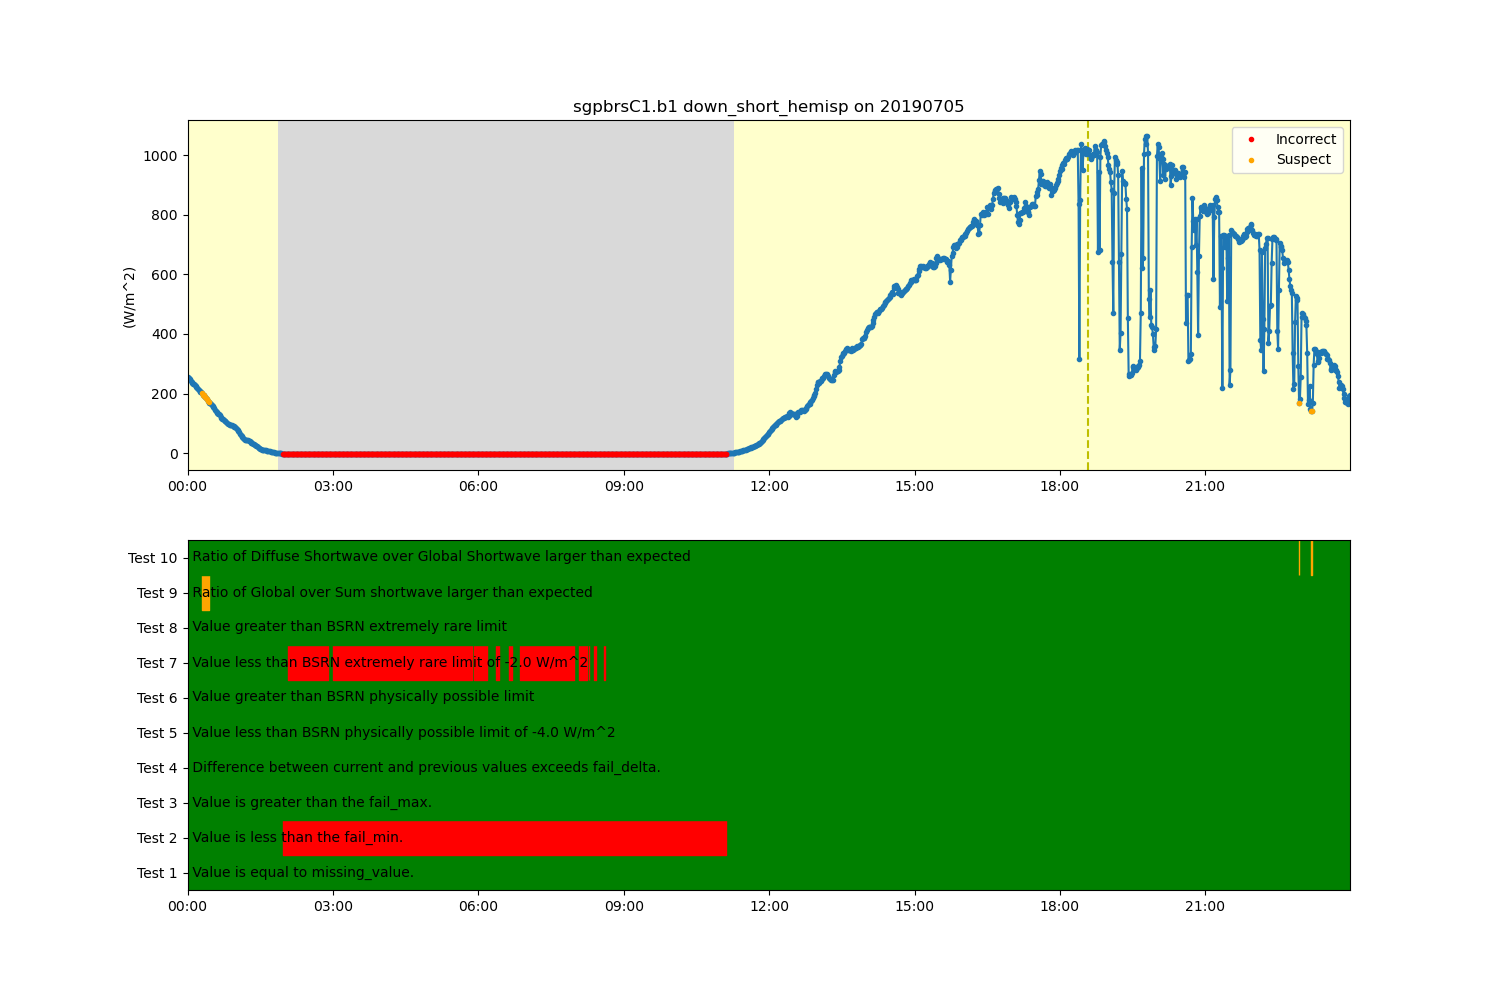 sgpbrsC1.b1 down_short_hemisp on 20190705
Incorrect
Suspect
(W/m^2)
1000
800
600
400
200
0
00:00 03:00 06:00 09:00 12:00 15:00 18:00 21:00
Test 10 Ratio of Diffuse Shortwave over Global Shortwave larger than expected
Test 9 Ratio of Global over Sum shortwave larger than expected
Test 8 Value greater than BSRN extremely rare limit
Test 7 Value less than BSRN extremely rare limit of -2.0 W/m^2
Test 6 Value greater than BSRN physically possible limit
Test 5 Value less than BSRN physically possible limit of -4.0 W/m^2
Test 4 Difference between current and previous values exceeds fail_delta.
Test 3 Value is greater than the fail_max.
Test 2 Value is less than the fail_min.
Test 1 Value is equal to missing_value.
00:00 03:00 06:00 09:00 12:00 15:00 18:00 21:00